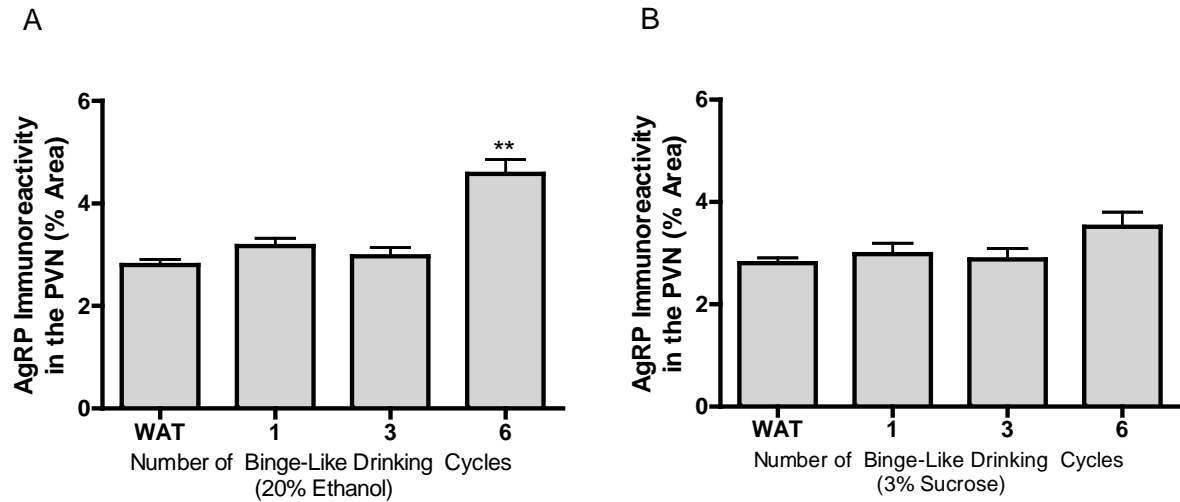 A
AgRP Immunoreactivity
in the PVN (% Area)
6
4
2
0
**
WAT 1 3 6
Number of Binge-Like Drinking Cycles
(20% Ethanol)
B
AgRP Immunoreactivity
in the PVN (% Area)
6
4
2
0
WAT 1 3 6
Number of Binge-Like Drinking Cycles
(3% Sucrose)